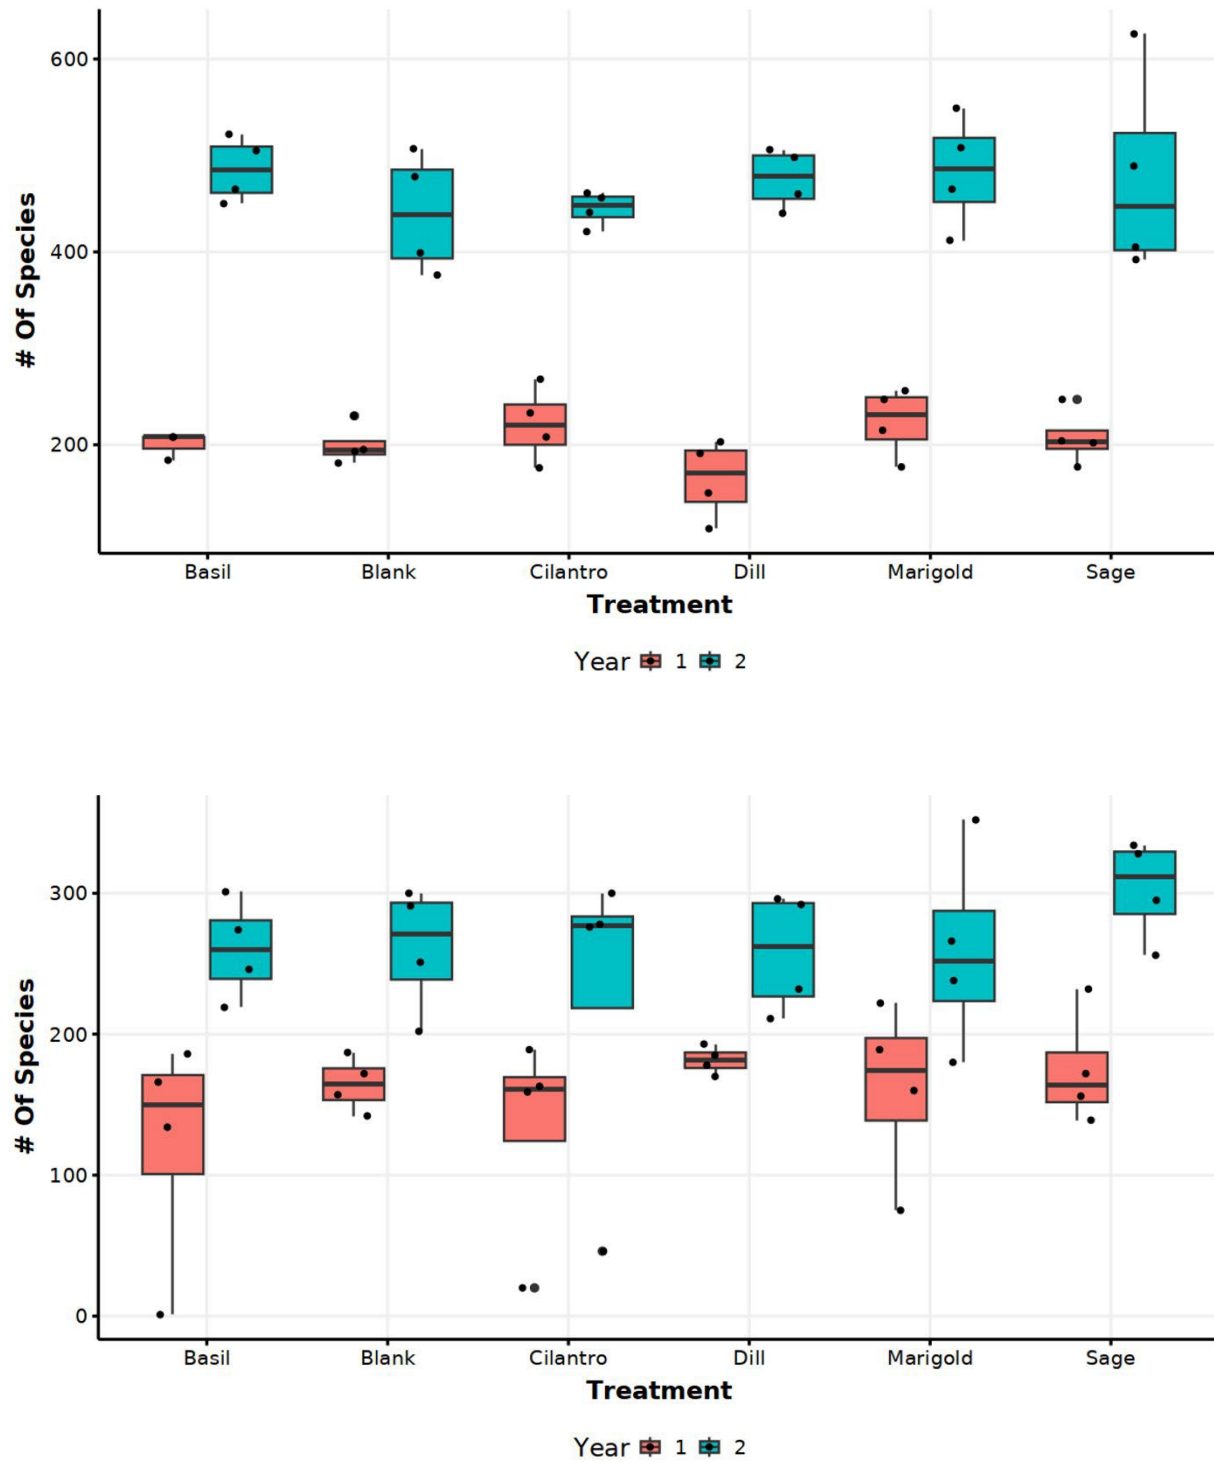 # Of Species
600
400
200
Basil Blank Cilantro Dill Marigold Sage
Treatment
Year 1 2
# Of Species
300
200
100
0
Basil Blank Cilantro Dill Marigold Sage
Treatment
Year 1 2